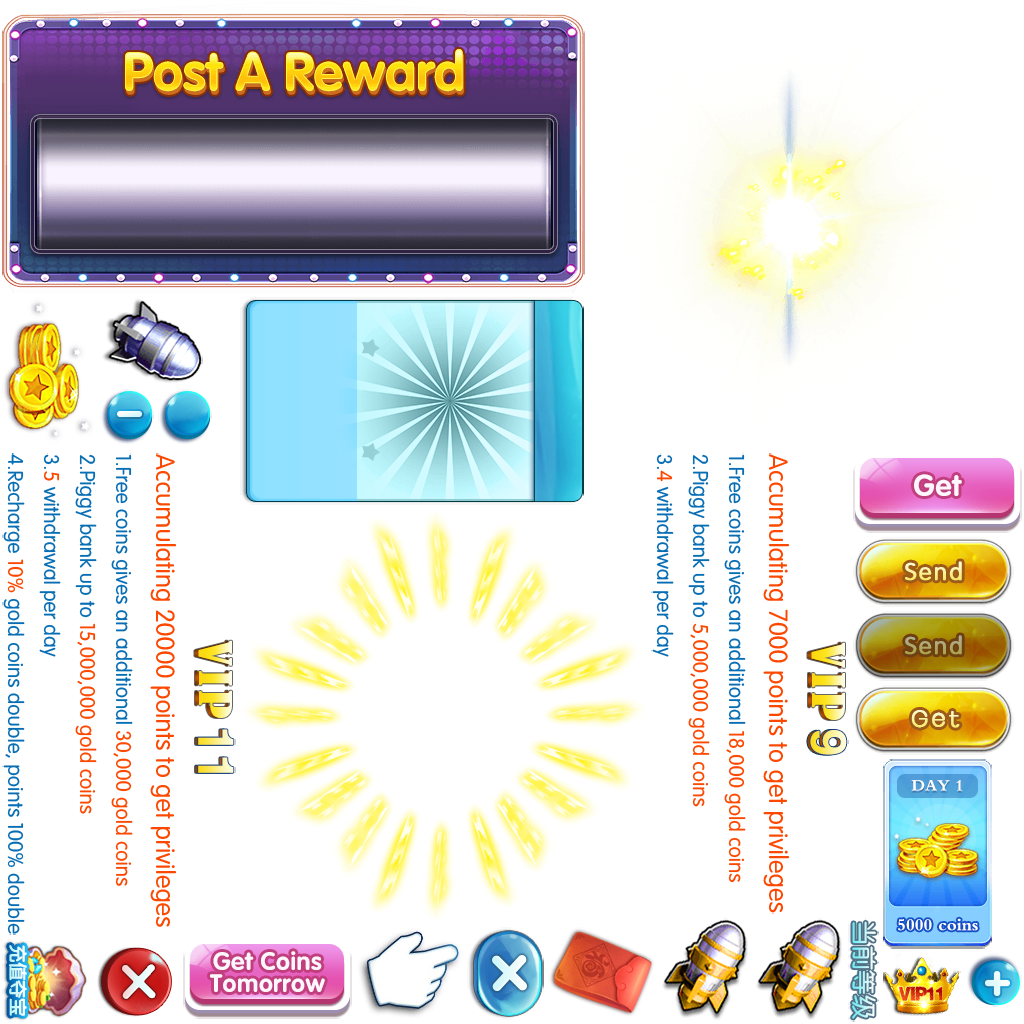 Post A Reward
VIP 11
Accumulating 20000 points to get privileges
1.Free coins gives an additional 30,000 gold coins
2.Piggy bank up to 15,000,000 gold coins
3.5 withdrawal per day
4.Recharge 10% gold coins double, points 100% double
VIP 9
Accumulating 7000 points to get privileges
1.Free coins gives an additional 18,000 gold coins
2.Piggy bank up to 5,000,000 gold coins
3.4 withdrawal per day
Get
Send
Send
Get
DAY 1
5000 coins
充值夺宝
Get Coins
Tomorrow
当前等级
VIP11